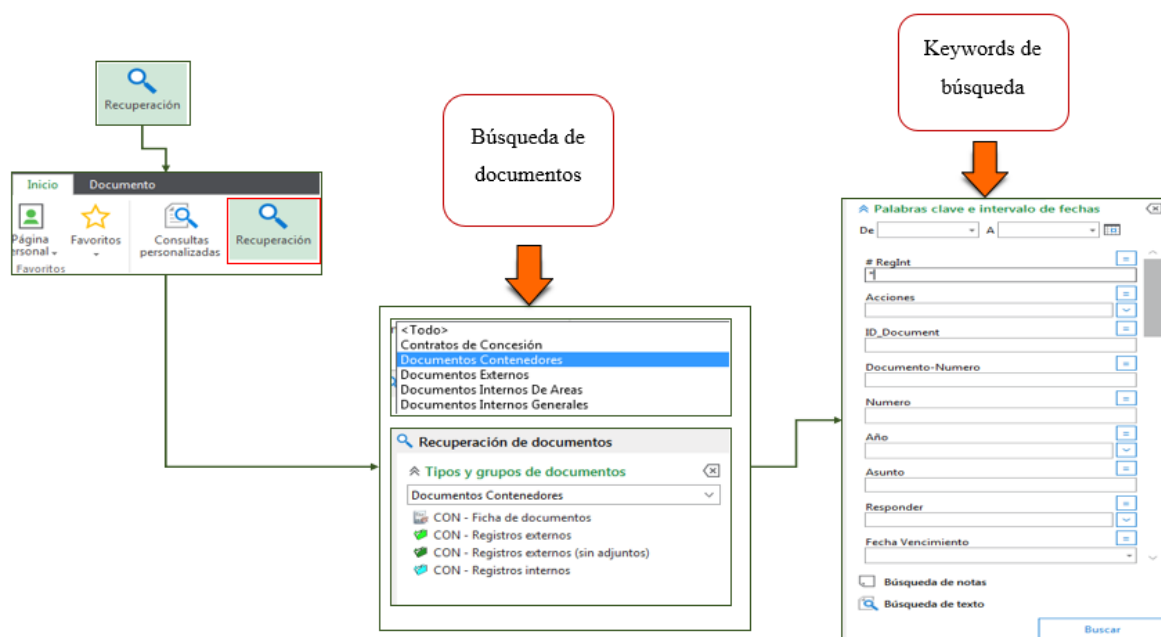 Recuperación
Inicio Documento
Página
ersonal
Favoritos
Consultas
personalizadas
Recuperación
Favoritos
Búsqueda de
documentos
<Todo>
Contratos de Concesión
Documentos Contenedores
Documentos Externos
Documentos Internos De Areas
Documentos Internos Generales
Recuperación de documentos
Tipos y grupos de documentos
Documentos Contenedores
CON - Ficha de documentos
CON - Registros externos
CON - Registros externos (sin adjuntos)
CON - Registros internos
Keywords de
búsqueda
Palabras clave e intervalo de fechas
De A
# RegInt
*
Acciones
ID_Document
Documento-Numero
Numero
Año
Asunto
Responder
Fecha Vencimiento
Búsqueda de notas
Búsqueda de texto
Buscar